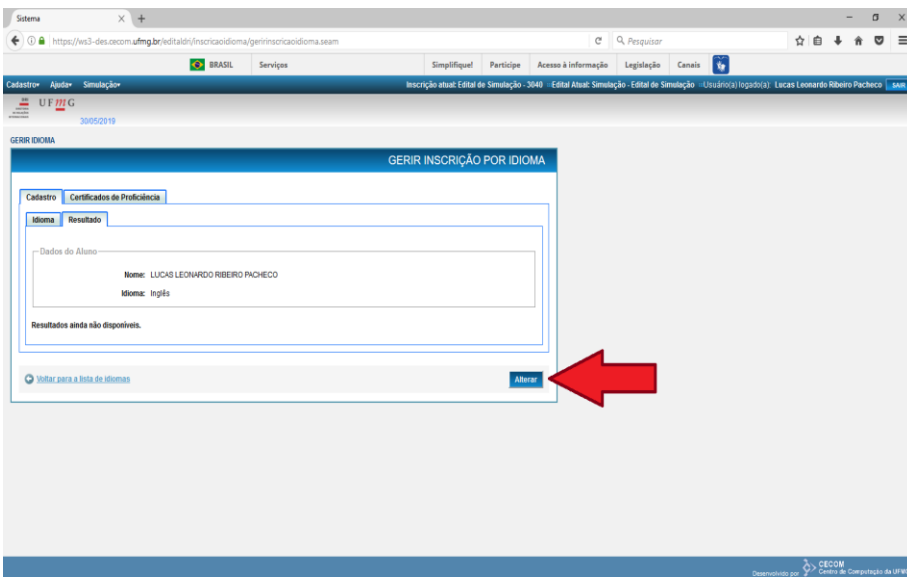 Sistema
https://ws3-des.cecom.ufmg.br/editaldri/inscricaoidioma/geririnscricaoidioma.seam
Pesquisar
BRASIL Serviços Simplifique! Participe Acesso à informação Legislação Canais
Cadastro Ajuda Simulação Inscrição atual: Edital de Simulação - 3040 Edital Atual: Simulação - Edital de Simulação Usuário(a) logado(a): Lucas Leonardo Ribeiro Pacheco SAIR
UFMG
30/05/2019
GERIR IDIOMA
GERIR INSCRIÇÃO POR IDIOMA
Cadastro Certificados de Proficiência
Idioma Resultado
Dados do Aluno
Nome: LUCAS LEONARDO RIBEIRO PACHECO
Idioma: Inglês
Resultados ainda não disponíveis.
Voltar para a lista de idiomas Alterar
Desenvolvido por CECOM
Centro de Computação da UFMG